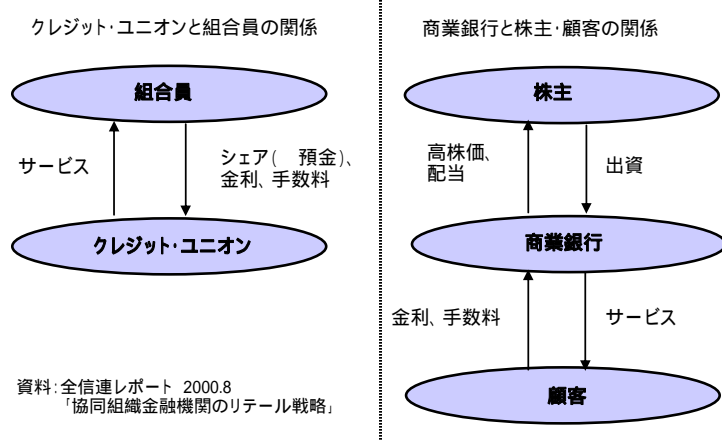 クレジット・ユニオンと組合員の関係
組合員
サービス
シェア(　預金)、
金利、手数料
クレジット・ユニオン
資料：全信連レポート 2000.8
「協同組織金融機関のリテール戦略」
商業銀行と株主・顧客の関係
株主
高株価、
配当
出資
商業銀行
金利、手数料
サービス
顧客